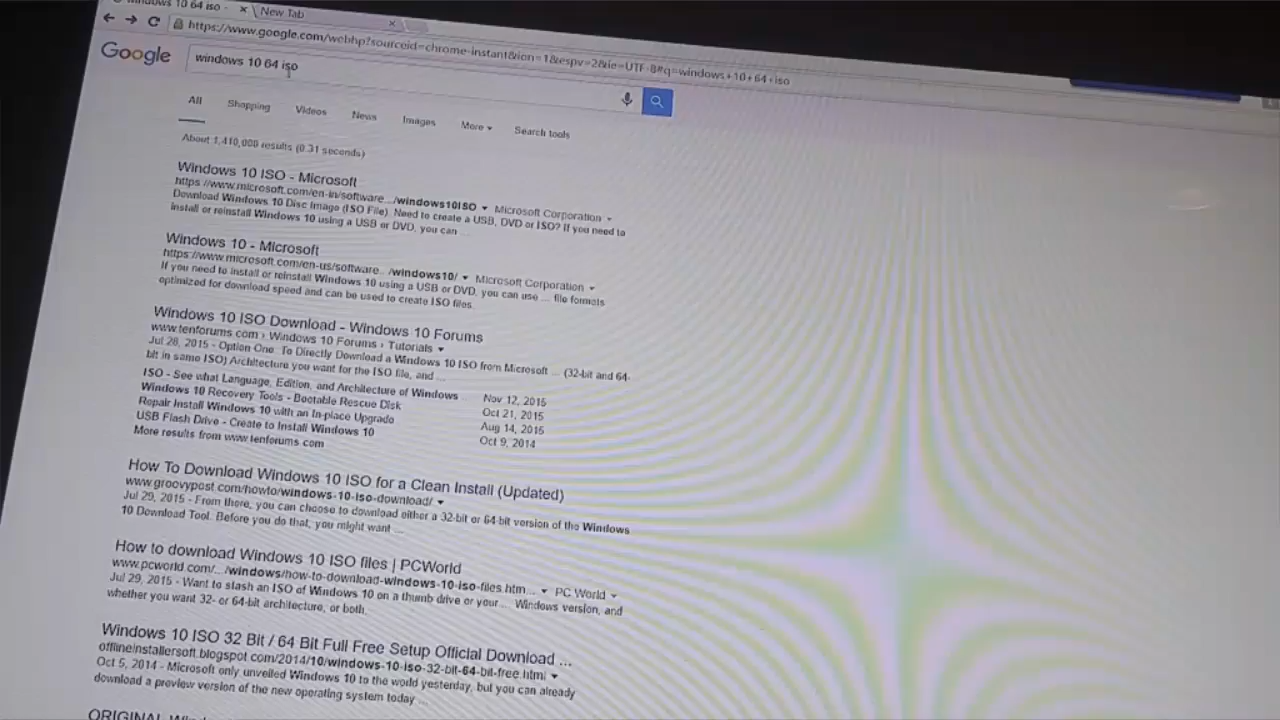 windows 10 64 iso
New Tab
https://www.google.com/webhp?sourceid=chrome-instant&ion=1&espv=2&ie=UTF-8#q=windows+10+64+iso
Google
windows 10 64 iso
All Shopping Videos News Images More Search tools
About 1,410,000 results (0.31 seconds)
Windows 10 ISO - Microsoft
https://www.microsoft.com/en-in/software.../windows10ISO Microsoft Corporation
Download Windows 10 Disc Image (ISO File). Need to create a USB, DVD or ISO? If you need to
install or reinstall Windows 10 using a USB or DVD, you can ...
Windows 10 - Microsoft
https://www.microsoft.com/en-us/software.../windows10/ Microsoft Corporation
If you need to install or reinstall Windows 10 using a USB or DVD, you can use ... file formats
optimized for download speed and can be used to create ISO files.
Windows 10 ISO Download - Windows 10 Forums
www.tenforums.com › Windows 10 Forums › Tutorials
Jul 28, 2015 - Option One: To Directly Download a Windows 10 ISO from Microsoft ... (32-bit and 64-
bit in same ISO) Architecture you want for the ISO file, and ...
ISO - See what Language, Edition, and Architecture of Windows Nov 12, 2015
Windows 10 Recovery Tools - Bootable Rescue Disk Oct 21, 2015
Repair Install Windows 10 with an In-place Upgrade Aug 14, 2015
USB Flash Drive - Create to Install Windows 10 Oct 9, 2014
More results from www.tenforums.com
How To Download Windows 10 ISO for a Clean Install (Updated)
www.groovypost.com/howto/windows-10-iso-download/
Jul 29, 2015 - From there, you can choose to download either a 32-bit or 64-bit version of the Windows
10 Download Tool. Before you do that, you might want ...
How to download Windows 10 ISO files | PCWorld
www.pcworld.com/.../windows/how-to-download-windows-10-iso-files.htm... PC World
Jul 29, 2015 - Want to stash an ISO of Windows 10 on a thumb drive or your ... Windows version, and
whether you want 32- or 64-bit architecture, or both.
Windows 10 ISO 32 Bit / 64 Bit Full Free Setup Official Download ...
offlineinstallersoft.blogspot.com/2014/10/windows-10-iso-32-bit-64-bit-free.html
Oct 5, 2014 - Microsoft only unveiled Windows 10 to the world yesterday, but you can already
download a preview version of the new operating system today ...
ORIGINAL